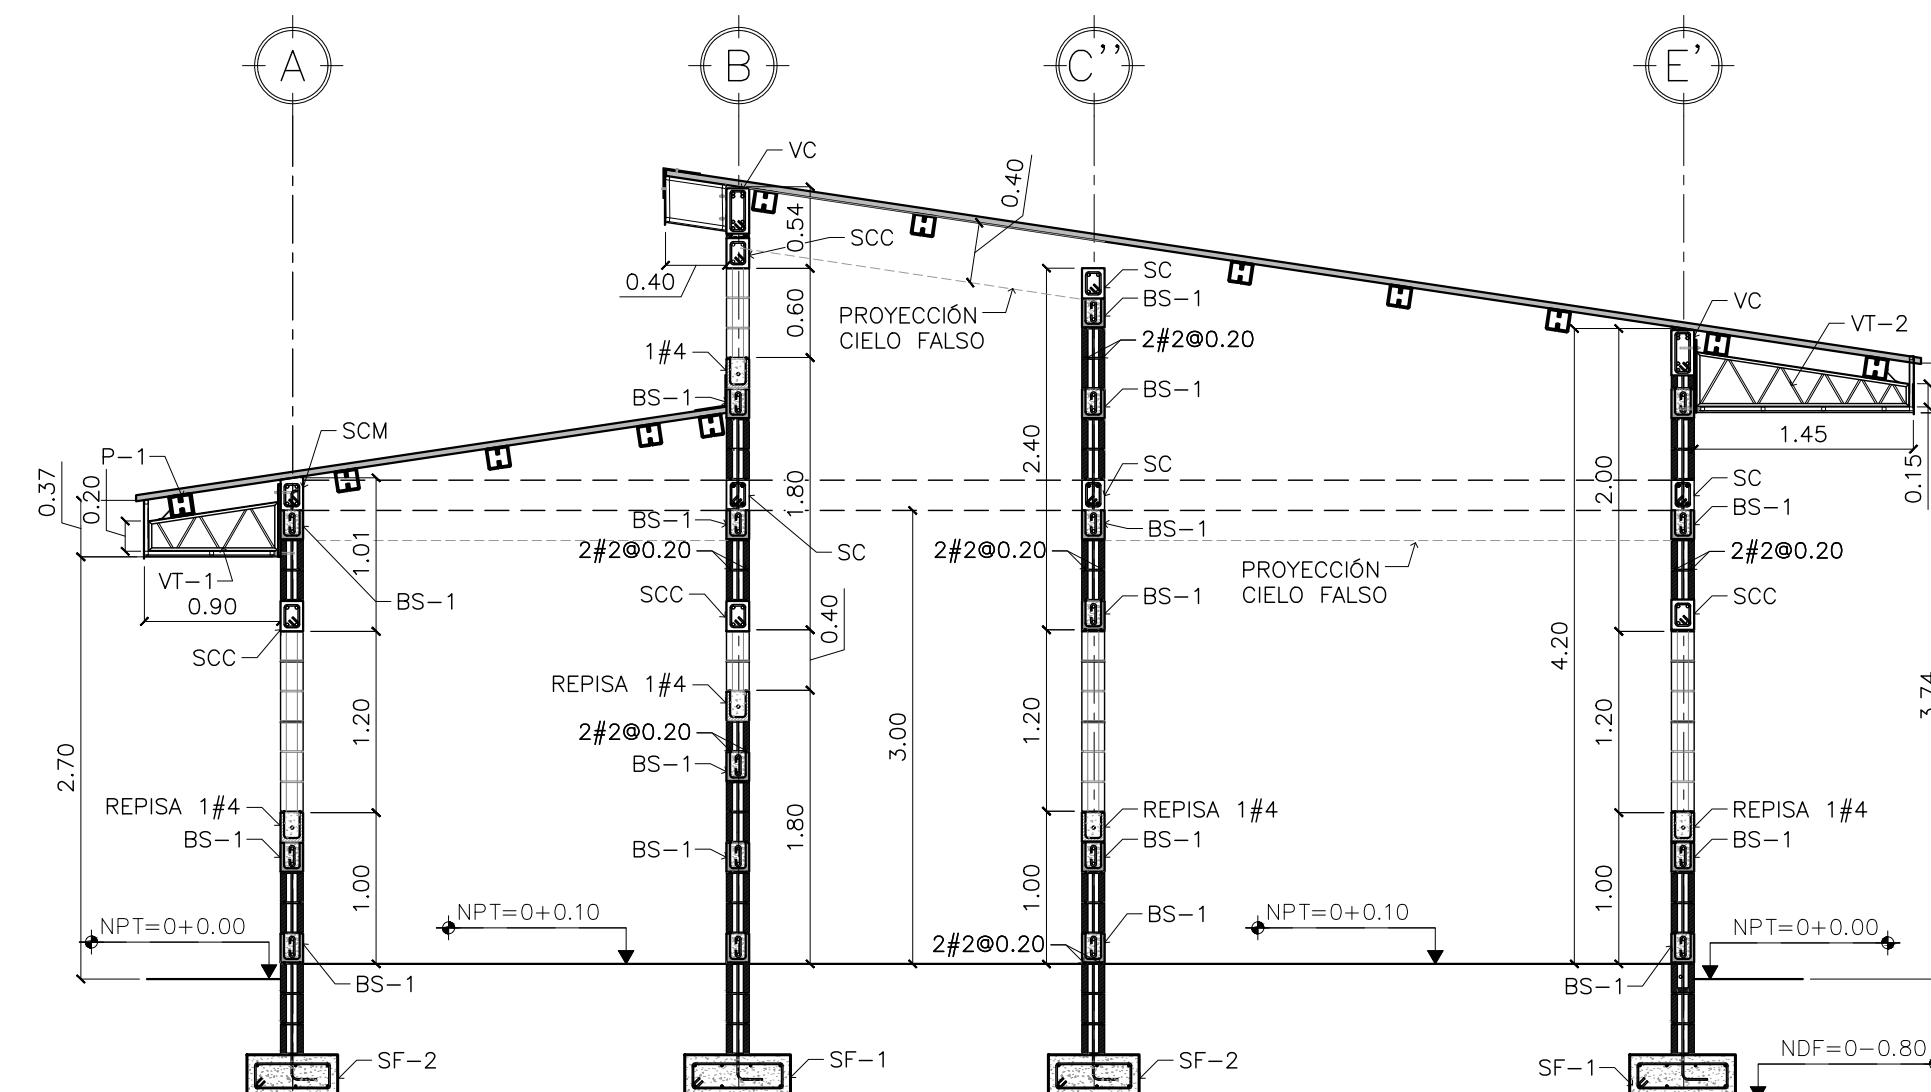 A
B
C''
E'
VC
0.40
0.54
SCC
0.40
PROYECCIÓN
CIELO FALSO
SC
BS-1
2#2@0.20
VC
VT-2
0.60
1#4
BS-1
BS-1
1.45
0.15
P-1
SCM
0.37
0.20
2.40
SC
2.00
SC
BS-1
1.80
BS-1
BS-1
1.01
2#2@0.20
SC
2#2@0.20
2#2@0.20
PROYECCIÓN
CIELO FALSO
VT-1
0.90
BS-1
SCC
BS-1
SCC
0.40
SCC
4.20
REPISA 1#4
1.20
2#2@0.20
3.00
1.20
1.20
3.74
2.70
BS-1
REPISA 1#4
BS-1
1.80
BS-1
REPISA 1#4
BS-1
REPISA 1#4
BS-1
1.00
1.00
1.00
NPT=0+0.00
NPT=0+0.10
BS-1
NPT=0+0.10
NPT=0+0.00
2#2@0.20
BS-1
BS-1
SF-2
SF-1
SF-2
SF-1
NDF=0-0.80